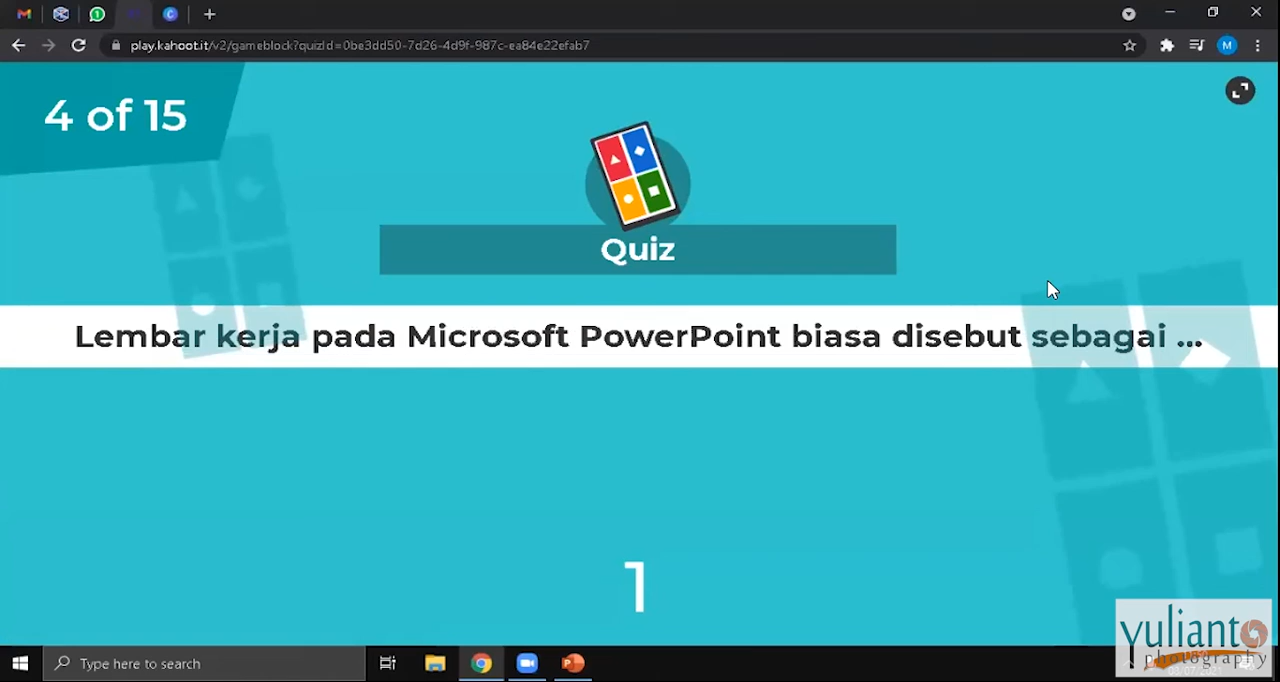 play.kahoot.it/v2/gameblock?quizId=0be3dd50-7d26-4d9f-987c-ea84e22efab7
M
4 of 15
Quiz
Lembar kerja pada Microsoft PowerPoint biasa disebut sebagai ...
1
yulianto
photography
Type here to search